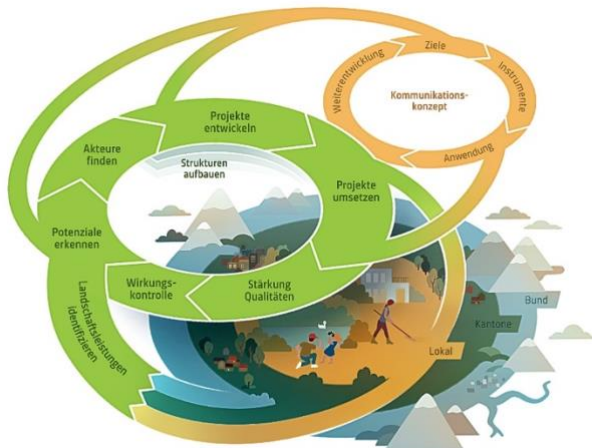 Ziele
Weiterentwicklung
Instrumente
Kommunikations-
konzept
Anwendung
Projekte
entwickeln
Akteure
finden
Strukturen
aufbauen
Projekte
umsetzen
Potenziale
erkennen
Wirkungs-
kontrolle
Stärkung
Qualitäten
Landschaftsleistungen
identifizieren
Bund
Kantone
Lokal